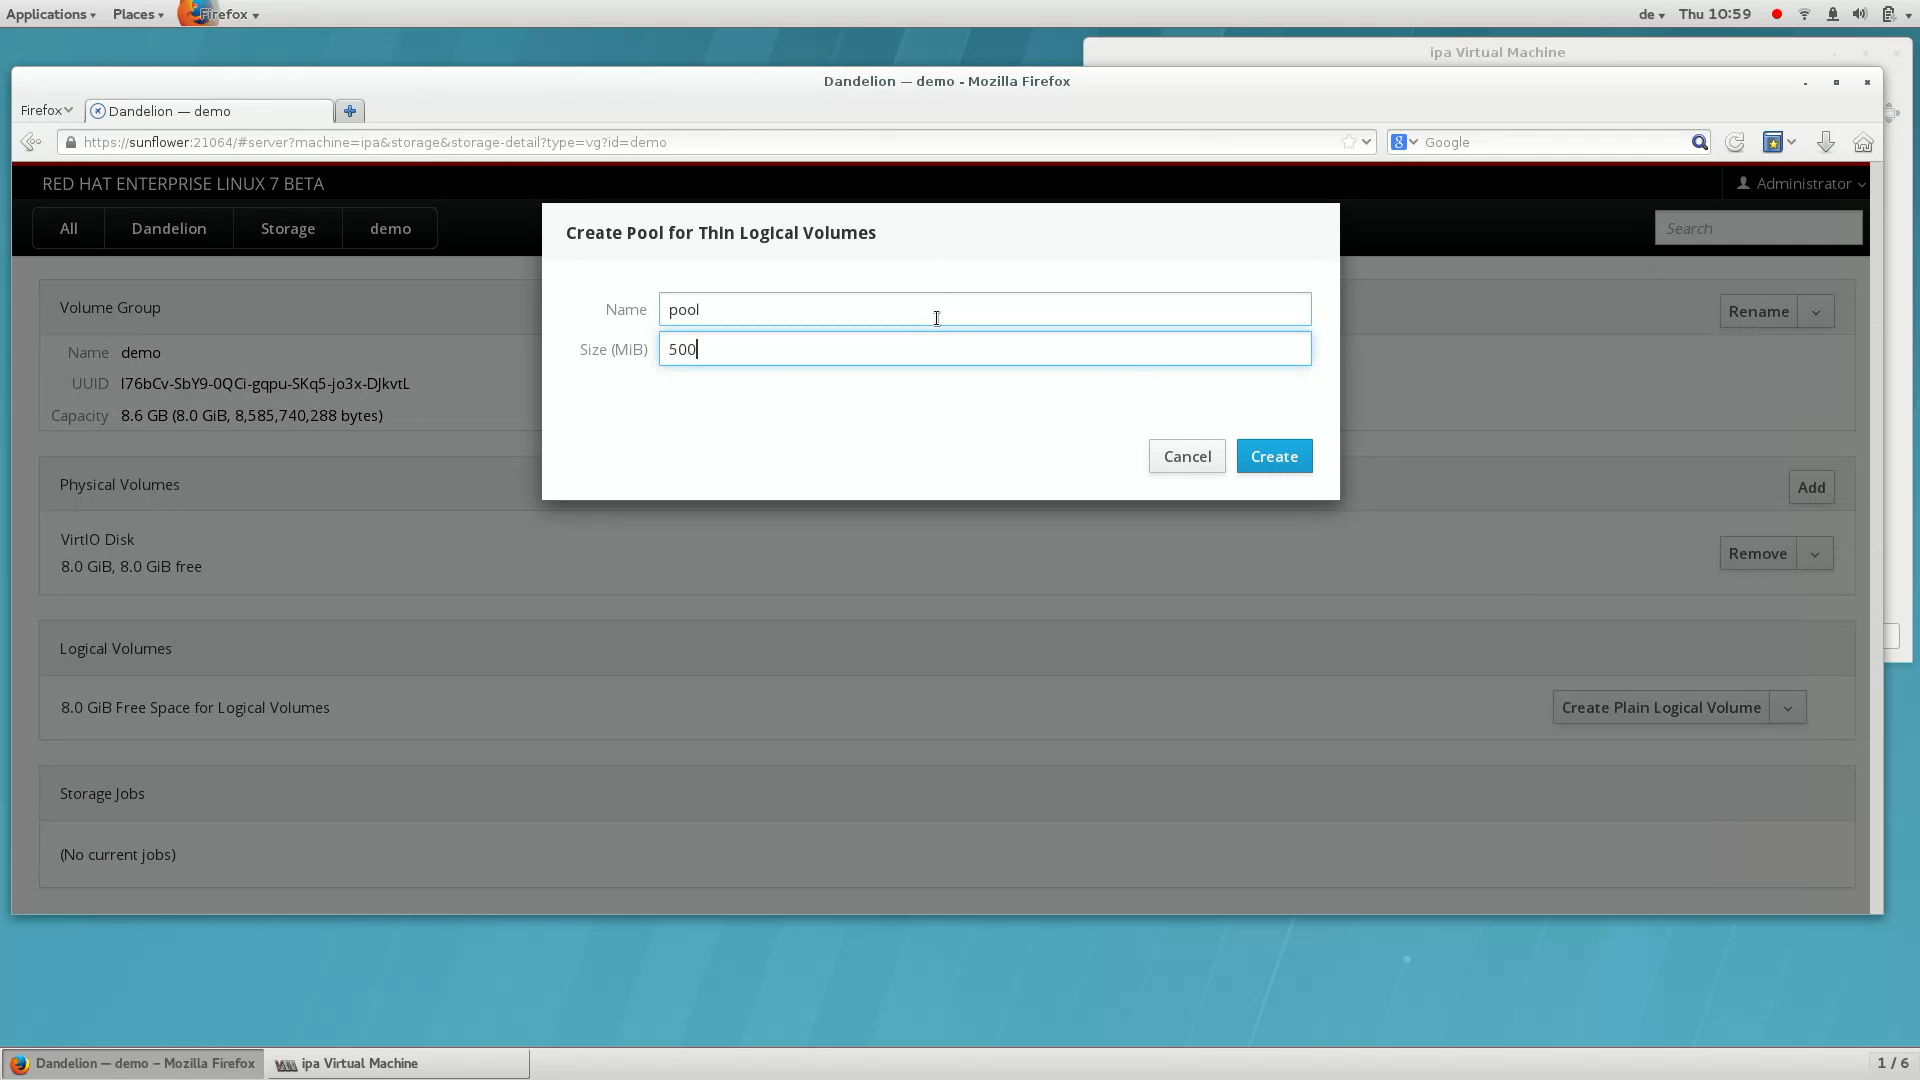 Applications Places Firefox de Thu 10:59
ipa Virtual Machine
Dandelion — demo - Mozilla Firefox
Firefox Dandelion — demo
https://sunflower:21064/#server?machine=ipa&storage&storage-detail?type=vg?id=demo Google
RED HAT ENTERPRISE LINUX 7 BETA Administrator
All Dandelion Storage demo Search
Create Pool for Thin Logical Volumes
Name pool
Size (MiB) 500
Cancel Create
Volume Group Rename
Name demo
UUID l76bCv-SbY9-0QCi-gqpu-SKq5-jo3x-DJkvtL
Capacity 8.6 GB (8.0 GiB, 8,585,740,288 bytes)
Physical Volumes Add
VirtIO Disk
8.0 GiB, 8.0 GiB free Remove
Logical Volumes
8.0 GiB Free Space for Logical Volumes Create Plain Logical Volume
Storage Jobs
(No current jobs)
Dandelion — demo – Mozilla Firefox ipa Virtual Machine 1 / 6